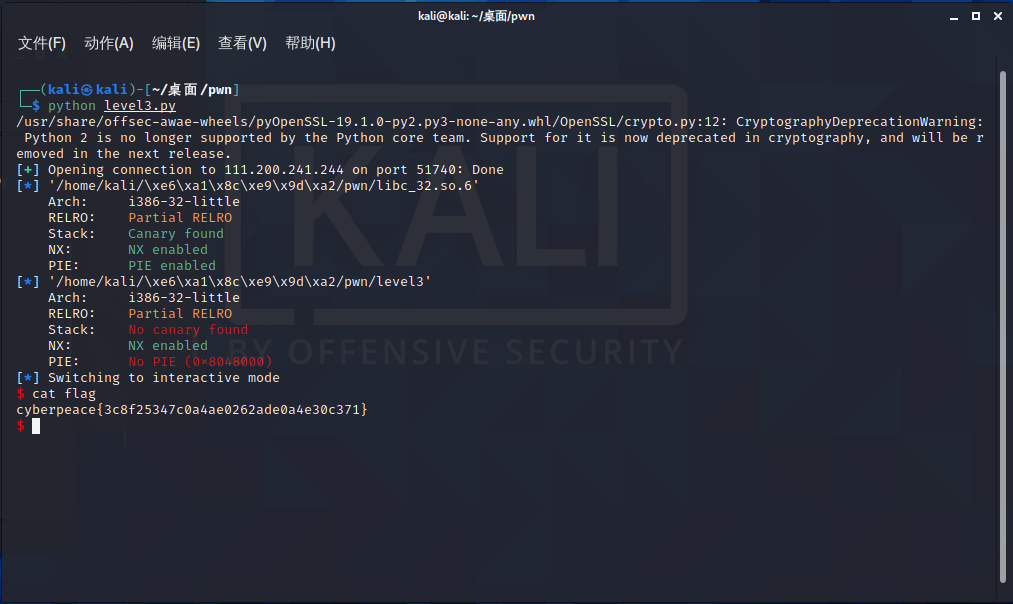 kali@kali: ~/桌面/pwn
文件(F) 动作(A) 编辑(E) 查看(V) 帮助(H)
┌──(kali㉿kali)-[~/桌面/pwn]
└─$ python level3.py
/usr/share/offsec-awae-wheels/pyOpenSSL-19.1.0-py2.py3-none-any.whl/OpenSSL/crypto.py:12: CryptographyDeprecationWarning:
Python 2 is no longer supported by the Python core team. Support for it is now deprecated in cryptography, and will be r
emoved in the next release.
[+] Opening connection to 111.200.241.244 on port 51740: Done
[*] '/home/kali/\xe6\xa1\x8c\xe9\x9d\xa2/pwn/libc_32.so.6'
Arch: i386-32-little
RELRO: Partial RELRO
Stack: Canary found
NX: NX enabled
PIE: PIE enabled
[*] '/home/kali/\xe6\xa1\x8c\xe9\x9d\xa2/pwn/level3'
Arch: i386-32-little
RELRO: Partial RELRO
Stack: No canary found
NX: NX enabled
PIE: No PIE (0x8048000)
[*] Switching to interactive mode
$ cat flag
cyberpeace{3c8f25347c0a4ae0262ade0a4e30c371}
$
KALI
BY OFFENSIVE SECURITY